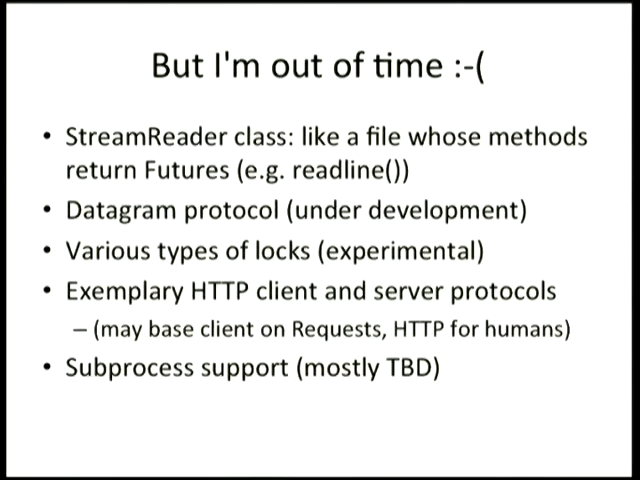 But I'm out of time :-(
• StreamReader class: like a file whose methods
return Futures (e.g. readline())
• Datagram protocol (under development)
• Various types of locks (experimental)
• Exemplary HTTP client and server protocols
– (may base client on Requests, HTTP for humans)
• Subprocess support (mostly TBD)